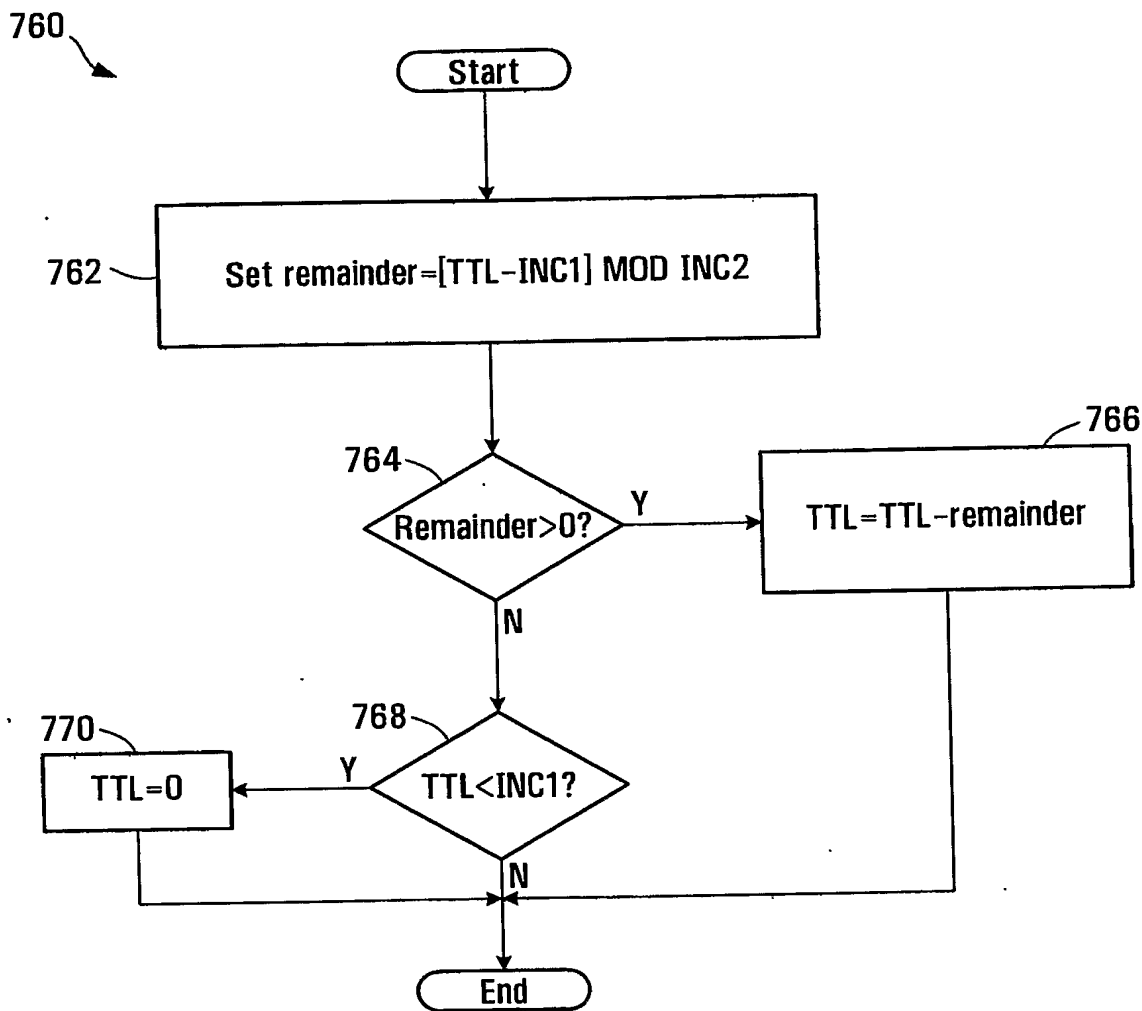 760
Start
762
Set remainder=[TTL-INC1] MOD INC2
764
Remainder>0?
Y
766
TTL=TTL-remainder
N
768
TTL<INC1?
Y
770
TTL=0
N
End